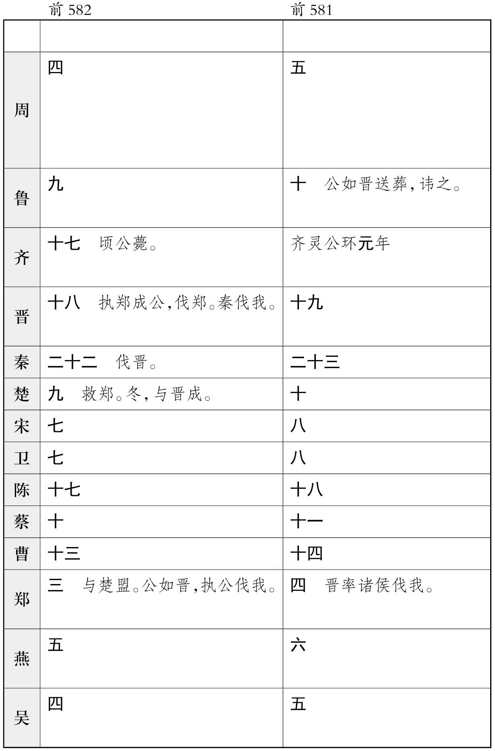 前 582 前 581
周 四 五
鲁 九 十 公如晋送葬，讳之。
齐 十七 顷公薨。 齐灵公环元年
晋 十八 执郑成公，伐郑。秦伐我。 十九
秦 二十二 伐晋。 二十三
楚 九 救郑。冬，与晋成。 十
宋 七 八
卫 七 八
陈 十七 十八
蔡 十 十一
曹 十三 十四
郑 三 与楚盟。公如晋，执公伐我。 四 晋率诸侯伐我。
燕 五 六
吴 四 五